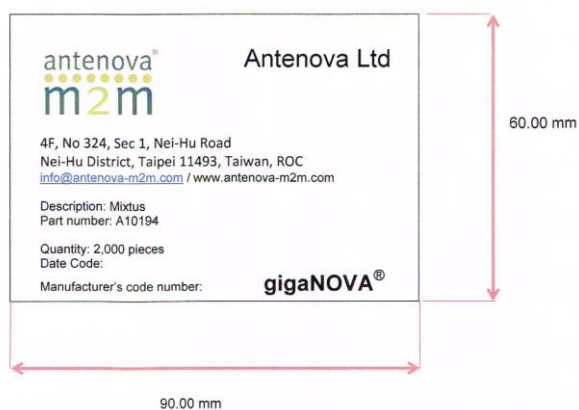 antenova®
m2m
Antenova Ltd
4F, No 324, Sec 1, Nei-Hu Road
Nei-Hu District, Taipei 11493, Taiwan, ROC
info@antenova-m2m.com / www.antenova-m2m.com
Description: Mixtus
Part number: A10194
Quantity: 2,000 pieces
Date Code:
Manufacturer's code number:
gigaNOVA®
60.00 mm
90.00 mm